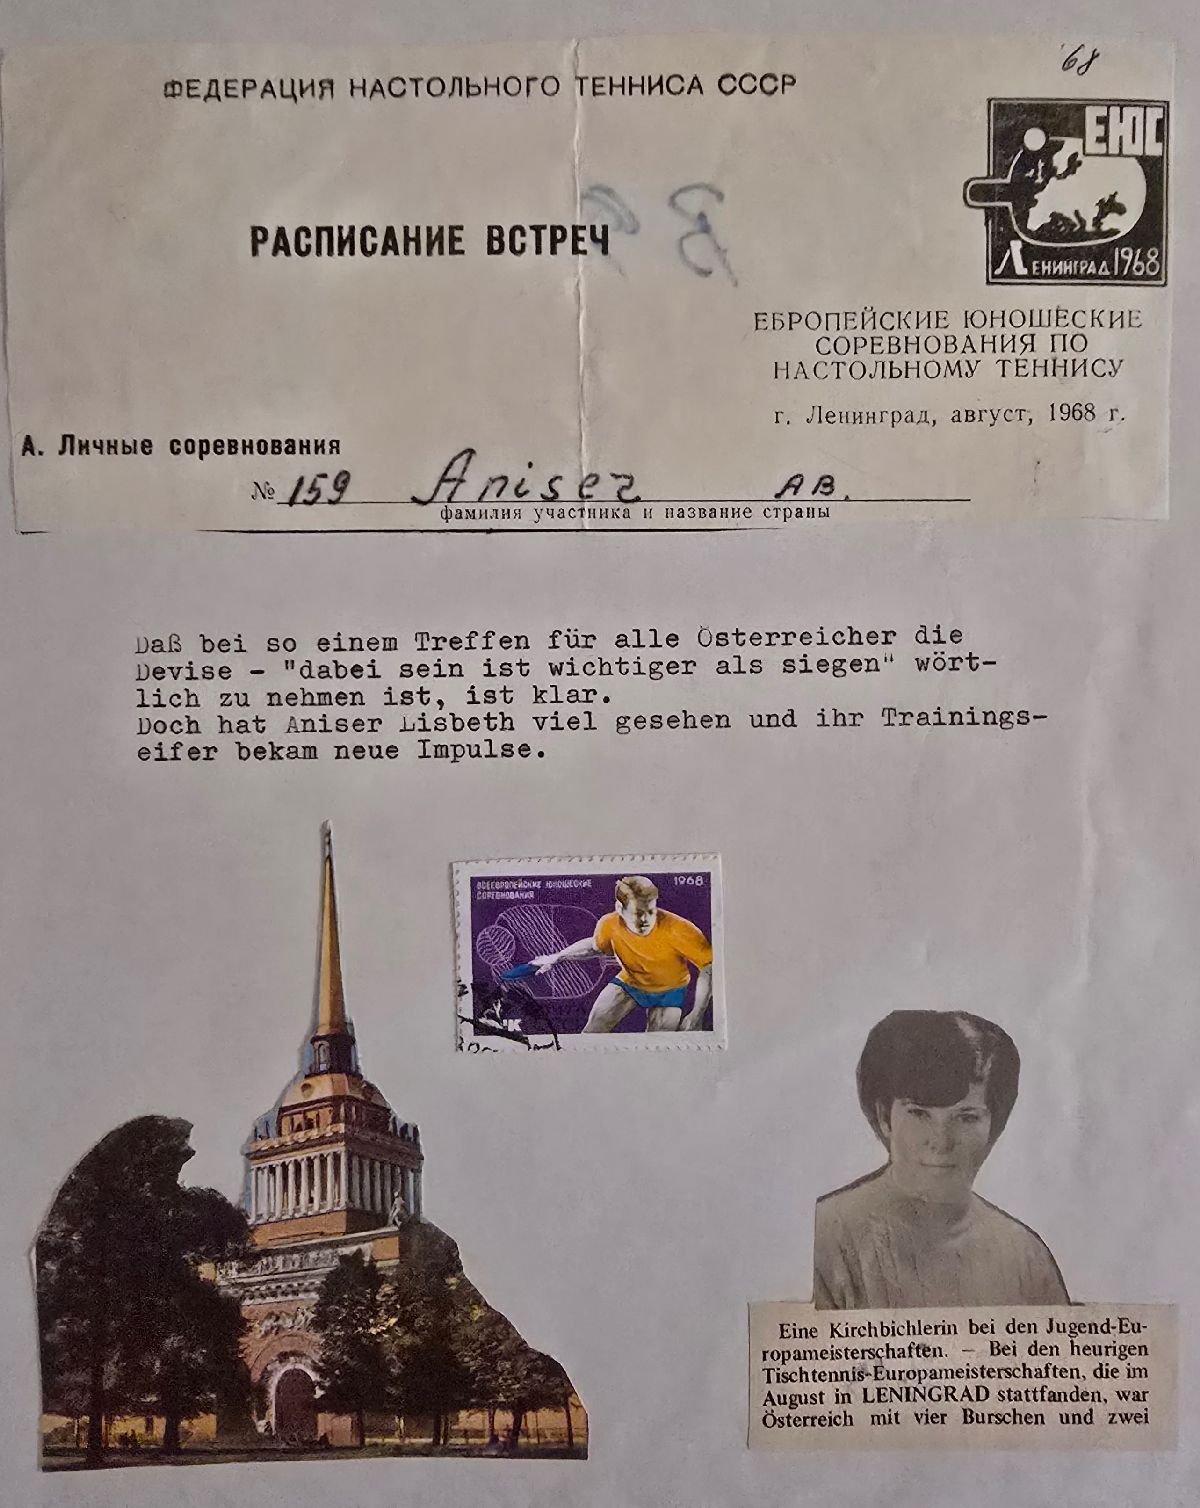 '68
ФЕДЕРАЦИЯ НАСТОЛЬНОГО ТЕННИСА СССР
ЕЮС
ЛЕНИНГРАД 1968
РАСПИСАНИЕ ВСТРЕЧ
ЕВРОПЕЙСКИЕ ЮНОШЕСКИЕ
СОРЕВНОВАНИЯ ПО
НАСТОЛЬНОМУ ТЕННИСУ
г. Ленинград, август, 1968 г.
А. Личные соревнования
№ 159 Aniser АВ.
фамилия участника и название страны
Daß bei so einem Treffen für alle Österreicher die
Devise - "dabei sein ist wichtiger als siegen" wört-
lich zu nehmen ist, ist klar.
Doch hat Aniser Lisbeth viel gesehen und ihr Trainings-
eifer bekam neue Impulse.
ВСЕЕВРОПЕЙСКИЕ ЮНОШЕСКИЕ
СОРЕВНОВАНИЯ
1968
Eine Kirchbichlerin bei den Jugend-Eu-
ropameisterschaften. — Bei den heurigen
Tischtennis-Europameisterschaften, die im
August in LENINGRAD stattfanden, war
Österreich mit vier Burschen und zwei